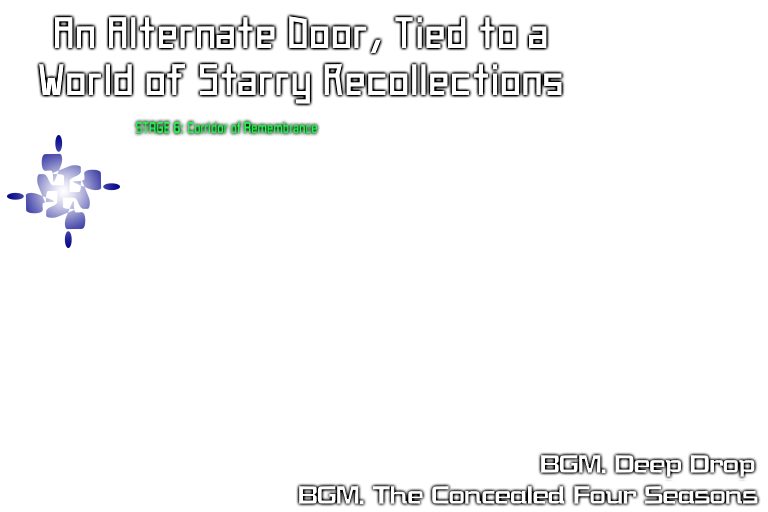 An Alternate Door, Tied to a
World of Starry Recollections
STAGE 6: Corridor of Remembrance
BGM. Deep Drop
BGM. The Concealed Four Seasons